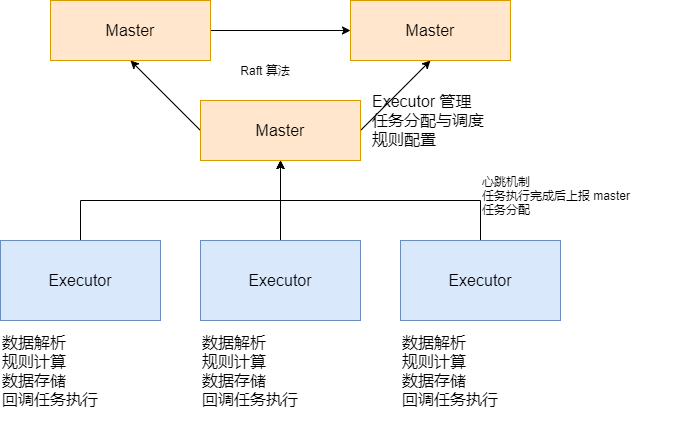 Master
Master
Raft 算法
Master
Executor 管理
任务分配与调度
规则配置
心跳机制
任务执行完成后上报 master
任务分配
Executor
Executor
Executor
数据解析
规则计算
数据存储
回调任务执行
数据解析
规则计算
数据存储
回调任务执行
数据解析
规则计算
数据存储
回调任务执行